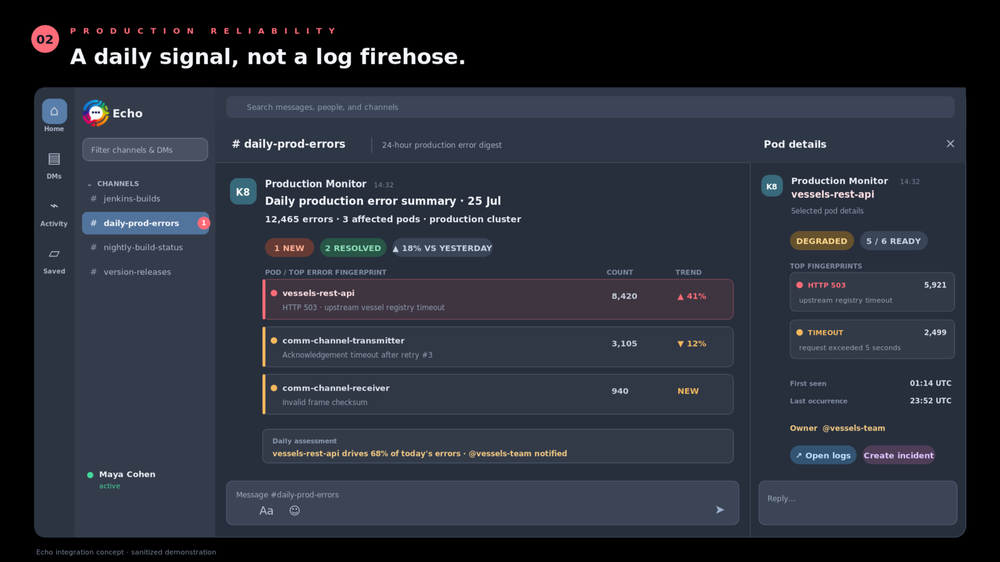 02
PRODUCTION RELIABILITY
A daily signal, not a log firehose.
Home
DMs
Activity
Saved
Echo
Filter channels & DMs
⌄ CHANNELS
# jenkins-builds
# daily-prod-errors 1
# nightly-build-status
# version-releases
Maya Cohen
active
Search messages, people, and channels
# daily-prod-errors
24-hour production error digest
K8
Production Monitor 14:32
Daily production error summary · 25 Jul
12,465 errors · 3 affected pods · production cluster
1 NEW
2 RESOLVED
▲ 18% VS YESTERDAY
POD / TOP ERROR FINGERPRINT COUNT TREND
vessels-rest-api 8,420 ▲ 41%
HTTP 503 · upstream vessel registry timeout
comm-channel-transmitter 3,105 ▼ 12%
Acknowledgement timeout after retry #3
comm-channel-receiver 940 NEW
Invalid frame checksum
Daily assessment
vessels-rest-api drives 68% of today's errors · @vessels-team notified
Message #daily-prod-errors
Aa ☺ ➤
Pod details ✕
K8
Production Monitor 14:32
vessels-rest-api
Selected pod details
DEGRADED
5 / 6 READY
TOP FINGERPRINTS
HTTP 503 5,921
upstream registry timeout
TIMEOUT 2,499
request exceeded 5 seconds
First seen 01:14 UTC
Last occurrence 23:52 UTC
Owner @vessels-team
↗ Open logs
Create incident
Reply…
Echo integration concept · sanitized demonstration